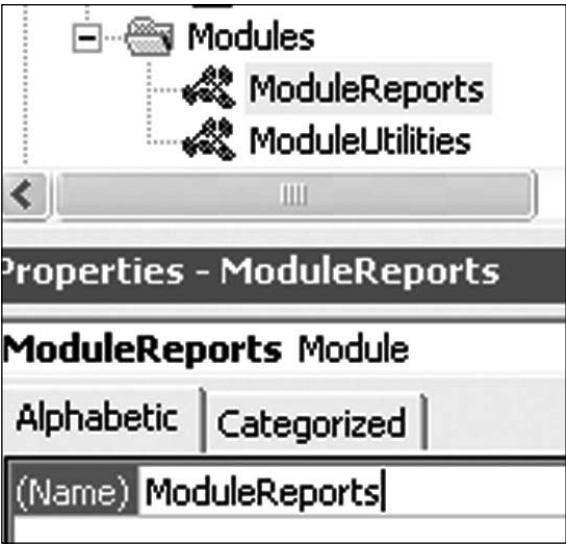 Modules
ModuleReports
ModuleUtilities
Properties - ModuleReports
ModuleReports Module
Alphabetic Categorized
(Name) ModuleReports